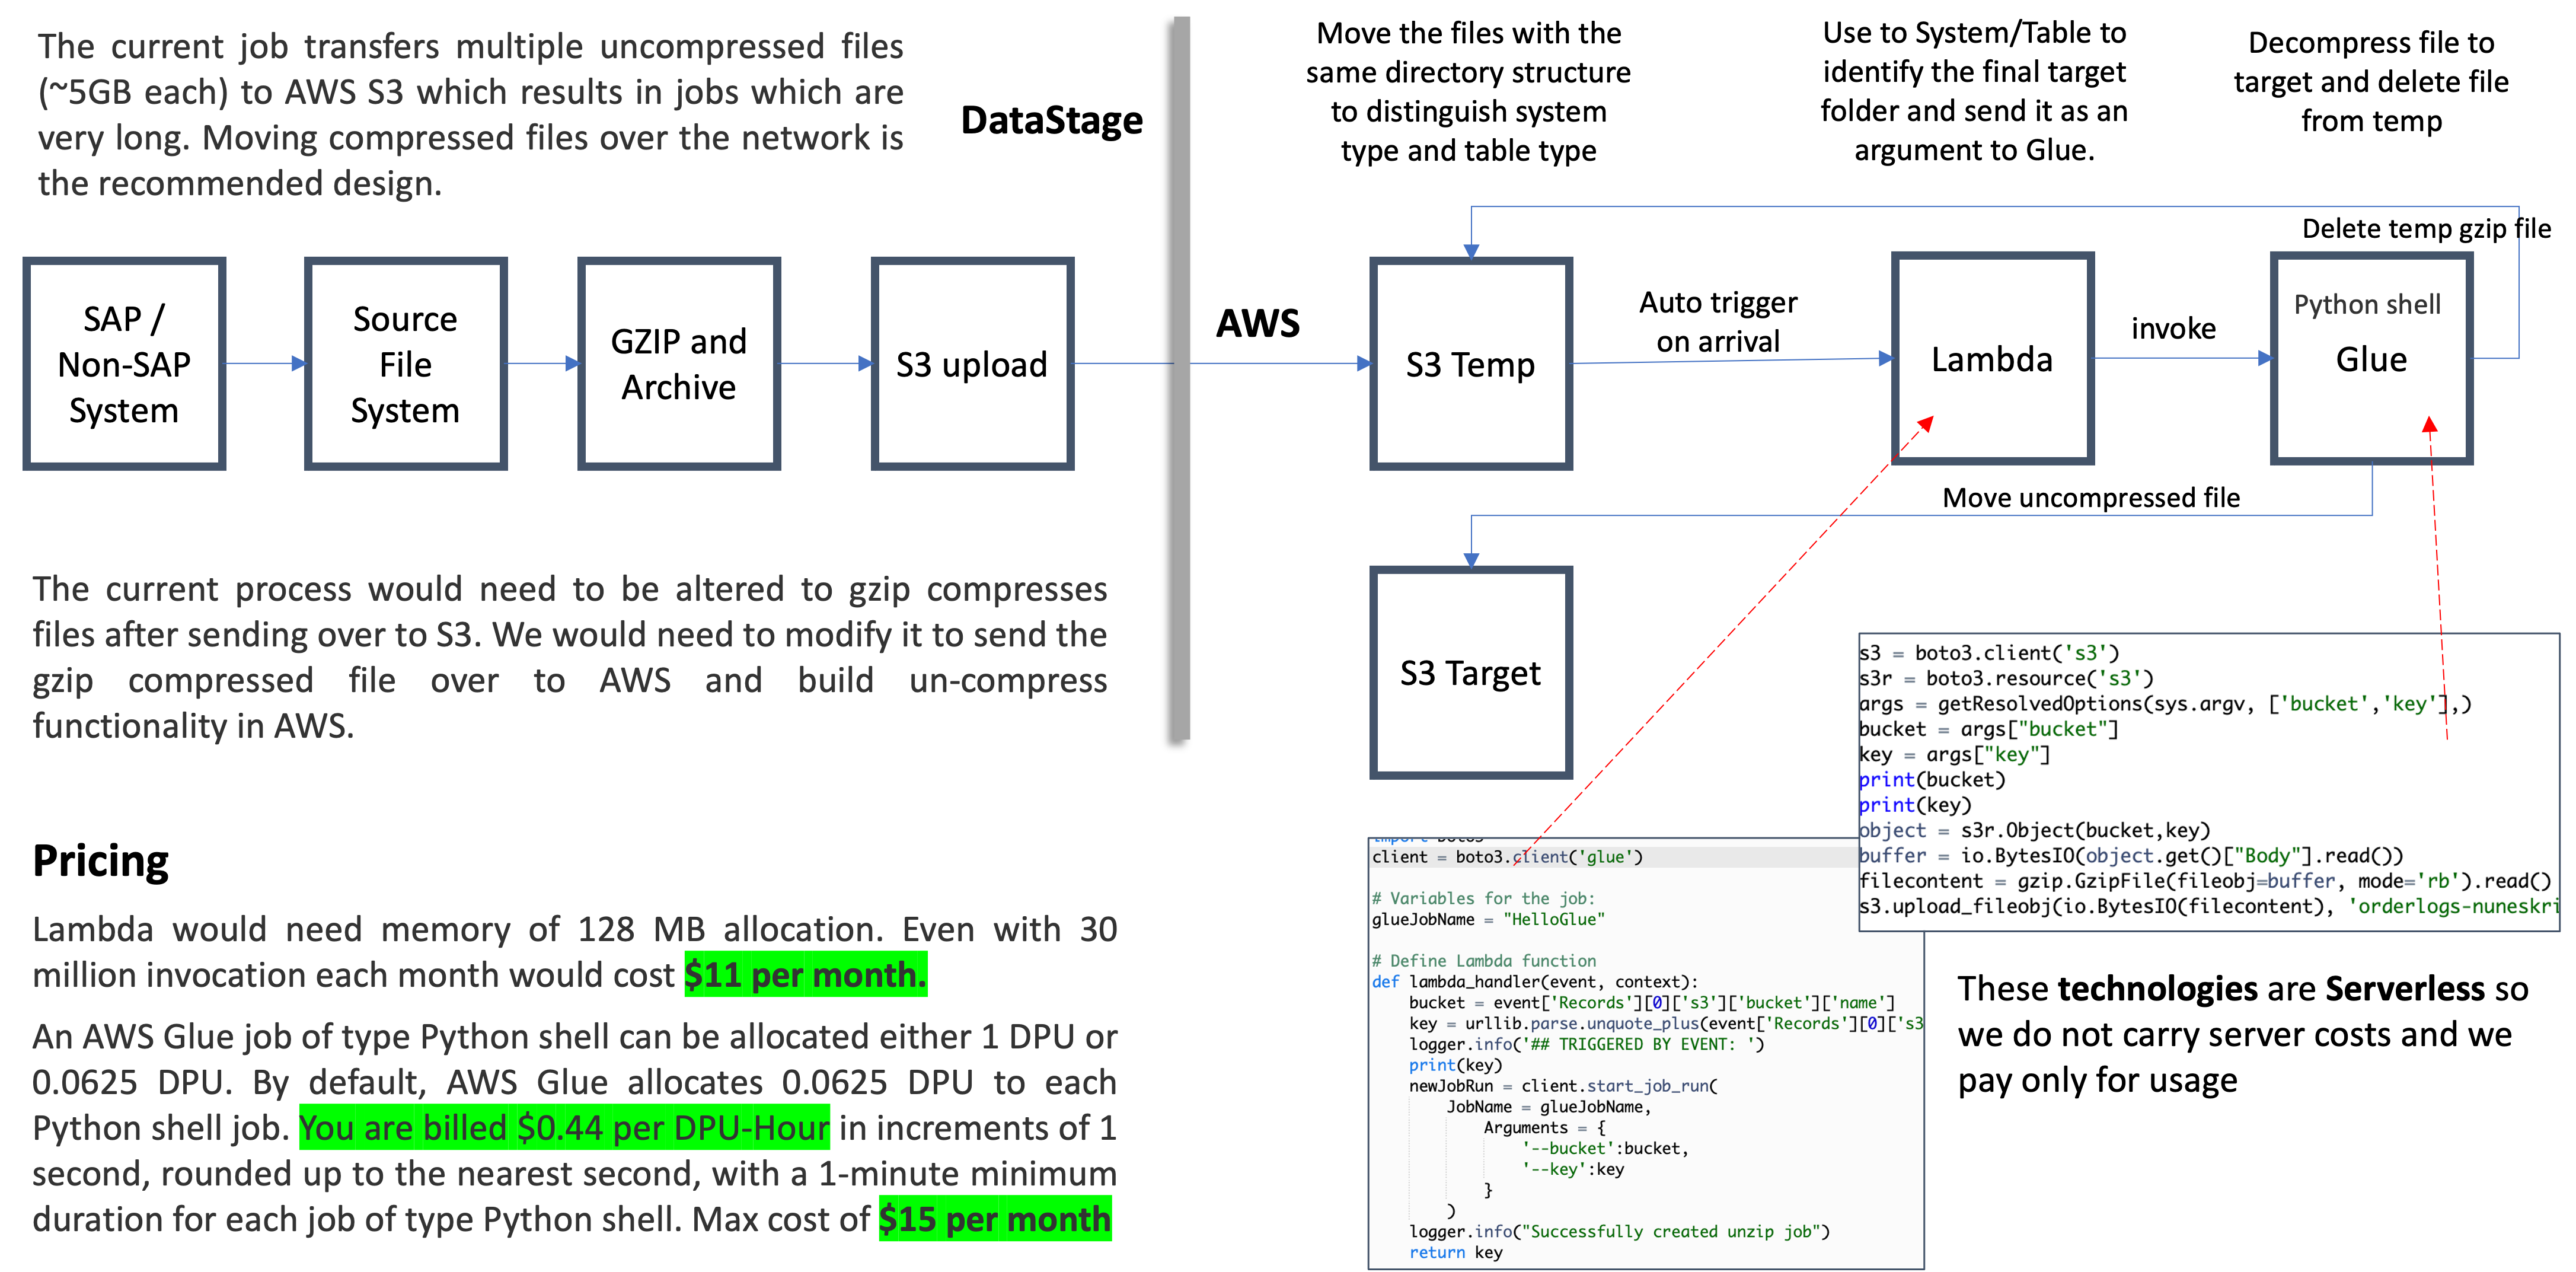 The current job transfers multiple uncompressed files
(~5GB each) to AWS S3 which results in jobs which are
very long. Moving compressed files over the network is
the recommended design.
DataStage
Move the files with the
same directory structure
to distinguish system
type and table type
Use to System/Table to
identify the final target
folder and send it as an
argument to Glue.
Decompress file to
target and delete file
from temp
Delete temp gzip file
SAP /
Non-SAP
System
Source
File
System
GZIP and
Archive
S3 upload
AWS
S3 Temp
Auto trigger
on arrival
Lambda
invoke
Python shell
Glue
Move uncompressed file
S3 Target
The current process would need to be altered to gzip compresses
files after sending over to S3. We would need to modify it to send the
gzip compressed file over to AWS and build un-compress
functionality in AWS.
s3 = boto3.client('s3')
s3r = boto3.resource('s3')
args = getResolvedOptions(sys.argv, ['bucket','key'],)
bucket = args["bucket"]
key = args["key"]
print(bucket)
print(key)
object = s3r.Object(bucket,key)
buffer = io.BytesIO(object.get()["Body"].read())
filecontent = gzip.GzipFile(fileobj=buffer, mode='rb').read()
s3.upload_fileobj(io.BytesIO(filecontent), 'orderlogs-nuneskri
Pricing
Lambda would need memory of 128 MB allocation. Even with 30
million invocation each month would cost $11 per month.
An AWS Glue job of type Python shell can be allocated either 1 DPU or
0.0625 DPU. By default, AWS Glue allocates 0.0625 DPU to each
Python shell job. You are billed $0.44 per DPU-Hour in increments of 1
second, rounded up to the nearest second, with a 1-minute minimum
duration for each job of type Python shell. Max cost of $15 per month
import boto3
client = boto3.client('glue')
# Variables for the job:
glueJobName = "HelloGlue"
# Define Lambda function
def lambda_handler(event, context):
bucket = event['Records'][0]['s3']['bucket']['name']
key = urllib.parse.unquote_plus(event['Records'][0]['s3
logger.info('## TRIGGERED BY EVENT: ')
print(key)
newJobRun = client.start_job_run(
JobName = glueJobName,
Arguments = {
'--bucket':bucket,
'--key':key
}
)
logger.info("Successfully created unzip job")
return key
These technologies are Serverless so
we do not carry server costs and we
pay only for usage